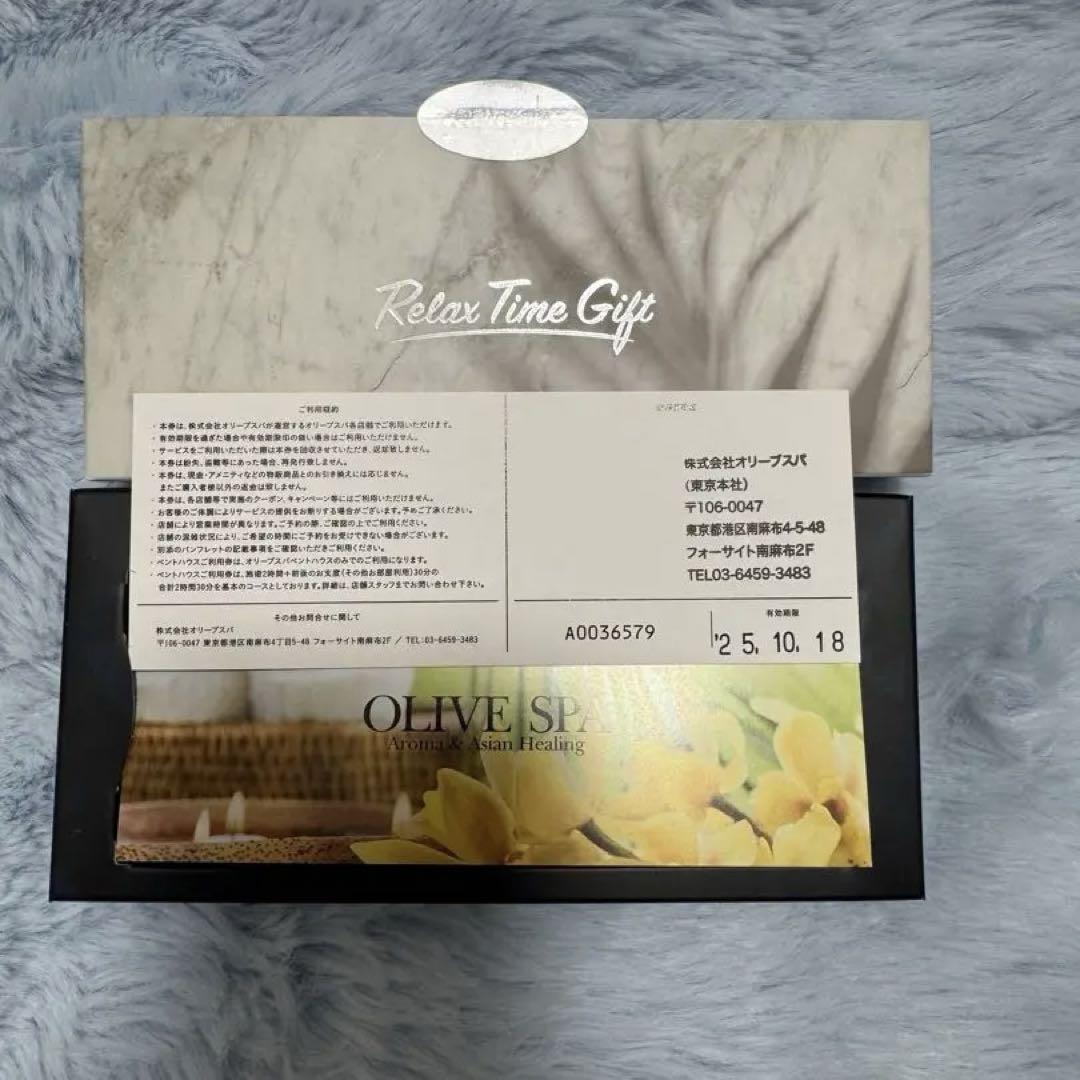 Relax Time Gift
ご利用規約
・本券は、株式会社オリーブスパが運営するオリーブスパ各店舗でご利用いただけます。
・有効期限を過ぎた場合や有効期限印の無い場合はご利用いただけません。
・サービスをご利用いただいた際は本券を回収させていただき、返却致しません。
・本券は紛失、盗難等にあった場合、再発行致しません。
・本券は、現金・アメニティなどの物販商品とのお引き換えには応じません。
またご購入者様以外の返金は致しません。
・本券は、各店舗等で実施のクーポン、キャンペーン等にはご利用いただけません。
・お客様のご体調によりサービスの提供をお断りする場合がございます。予めご了承ください。
・店舗により営業時間が異なります。ご予約の際、ご確認の上でご利用ください。
・店舗の混雑状況により、ご希望の時間にご予約をお受けできない場合がございます。
・別添のパンフレットの記載事項をご確認いただきご利用ください。
・ペントハウスご利用券は、オリーブスパペントハウスのみでのご利用になります。
・ペントハウスご利用券は、施術2時間+前後のお支度(その他お部屋利用)30分の
合計2時間30分を基本のコースとしております。詳細は、店舗スタッフまでお問い合わせ下さい。
その他お問合せに関して
株式会社オリーブスパ
〒106-0047 東京都港区南麻布4丁目5-48 フォーサイト南麻布2F / TEL:03-6459-3483
株式会社オリーブスパ
(東京本社)
〒106-0047
東京都港区南麻布4-5-48
フォーサイト南麻布2F
TEL03-6459-3483
A0036579
有効期限
'25. 10. 18
OLIVE SPA
Aroma & Asian Healing